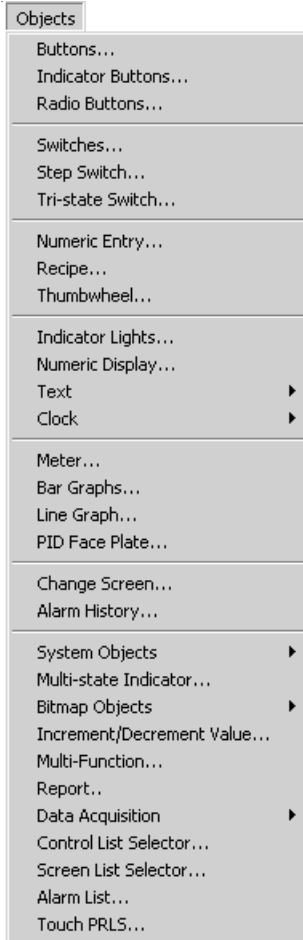 Objects
Buttons...
Indicator Buttons...
Radio Buttons...
Switches...
Step Switch...
Tri-state Switch...
Numeric Entry...
Recipe...
Thumbwheel...
Indicator Lights...
Numeric Display...
Text
Clock
Meter...
Bar Graphs...
Line Graph...
PID Face Plate...
Change Screen...
Alarm History...
System Objects
Multi-state Indicator...
Bitmap Objects
Increment/Decrement Value...
Multi-Function...
Report..
Data Acquisition
Control List Selector...
Screen List Selector...
Alarm List...
Touch PRLS...